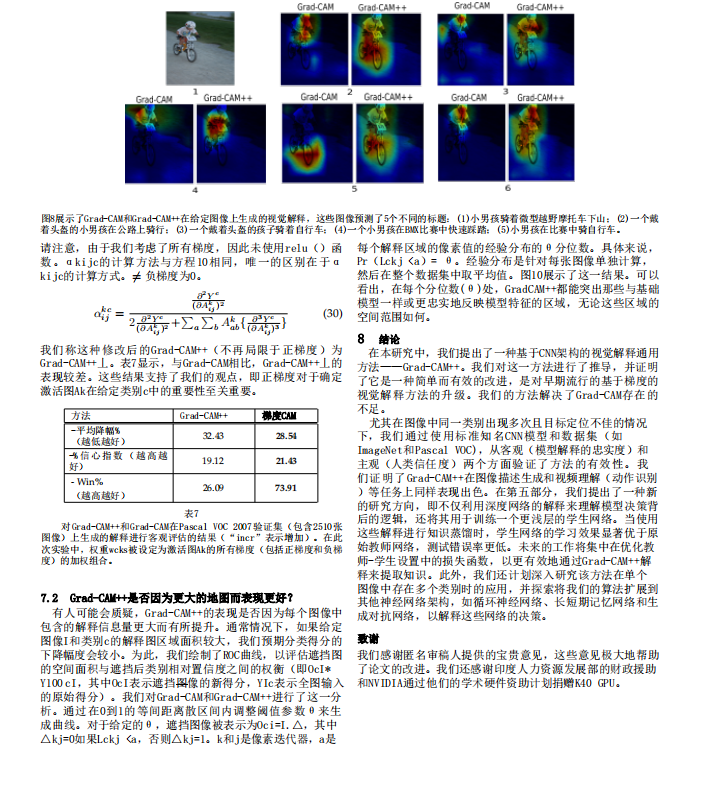 Grad-CAM Grad-CAM++
Grad-CAM Grad-CAM++
1
2
3
Grad-CAM Grad-CAM++
Grad-CAM Grad-CAM++
Grad-CAM Grad-CAM++
4
5
6
图8展示了Grad-CAM和Grad-CAM++在给定图像上生成的视觉解释,这些图像预测了5个不同的标题:(1)小男孩骑着微型越野摩托车下山;(2)一个戴
着头盔的小男孩在公路上骑行;(3)一个戴着头盔的孩子骑着自行车;(4)一个小男孩在BMX比赛中快速踩踏;(5)小男孩在比赛中骑自行车。
请注意,由于我们考虑了所有梯度,因此未使用relu()函
数。αkijc的计算方法与方程10相同,唯一的区别在于α
kijc的计算方式。≠ 负梯度为0。
α_{ij}^{kc} = \frac{\frac{∂^2Y^c}{(∂A_{ij}^k)^2}}{2\frac{∂^2Y^c}{(∂A_{ij}^k)^2}+∑_a∑_b A_{ab}^k\{\frac{∂^3Y^c}{(∂A_{ij}^k)^3}\}} (30)
我们称这种修改后的Grad-CAM++(不再局限于正梯度)为
Grad-CAM++⊥。表7显示,与Grad-CAM相比,Grad-CAM++⊥的
表现较差。这些结果支持了我们的观点,即正梯度对于确定
激活图Ak在给定类别c中的重要性至关重要。
方法 Grad-CAM++ 梯度CAM
-平均降幅%
(越低越好) 32.43 28.54
-%信心指数(越高越
好) 19.12 21.43
- Win%
(越高越好) 26.09 73.91
表7
对Grad-CAM++和Grad-CAM在Pascal VOC 2007验证集(包含2510张
图像)上生成的解释进行客观评估的结果(“incr”表示增加)。在此
次实验中,权重wcks被设定为激活图Ak的所有梯度(包括正梯度和负梯
度)的加权组合。
7.2 Grad-CAM++是否因为更大的地图而表现更好?
有人可能会质疑,Grad-CAM++的表现是否因为每个图像中
包含的解释信息量更大而有所提升。通常情况下,如果给定
图像I和类别c的解释图区域面积较大,我们预期分类得分的
下降幅度会较小。为此,我们绘制了ROC曲线,以评估遮挡图
的空间面积与遮挡后类别相对置信度之间的权衡(即OcI*
Y100 cI,其中OcI表示遮挡图像的新得分,YIc表示全图输入
的原始得分)。我们对Grad-CAM和Grad-CAM++进行了这一分
析。通过在0到1的等间距离散区间内调整阈值参数θ来生
成曲线。对于给定的θ,遮挡图像被表示为Oci=I.△,其中
△kj=0如果Lckj <a,否则△kj=1。k和j是像素迭代器,a是
每个解释区域的像素值的经验分布的θ分位数。具体来说,
Pr(Lckj <a)= θ。经验分布是针对每张图像单独计算,
然后在整个数据集中取平均值。图10展示了这一结果。可以
看出,在每个分位数(θ)处,GradCAM++都能突出那些与基础
模型一样或更忠实地反映模型特征的区域,无论这些区域的
空间范围如何。
8 结论
在本研究中,我们提出了一种基于CNN架构的视觉解释通用
方法——Grad-CAM++。我们对这一方法进行了推导,并证明
了它是一种简单而有效的改进,是对早期流行的基于梯度的
视觉解释方法的升级。我们的方法解决了Grad-CAM存在的
不足。
尤其在图像中同一类别出现多次且目标定位不佳的情况
下,我们通过使用标准知名CNN模型和数据集(如
ImageNet和Pascal VOC),从客观(模型解释的忠实度)和
主观(人类信任度)两个方面验证了方法的有效性。我
们证明了Grad-CAM++在图像描述生成和视频理解(动作识别
)等任务上同样表现出色。在第五部分,我们提出了一种新
的研究方向,即不仅利用深度网络的解释来理解模型决策背
后的逻辑,还将其用于训练一个更浅层的学生网络。当使用
这些解释进行知识蒸馏时,学生网络的学习效果显著优于原
始教师网络,测试错误率更低。未来的工作将集中在优化教
师-学生设置中的损失函数,以更有效地通过Grad-CAM++解
释来提取知识。此外,我们还计划深入研究该方法在单个
图像中存在多个类别时的应用,并探索将我们的算法扩展到
其他神经网络架构,如循环神经网络、长短期记忆网络和生
成对抗网络,以解释这些网络的决策。
致谢
我们感谢匿名审稿人提供的宝贵意见,这些意见极大地帮助
了论文的改进。我们还感谢印度人力资源发展部的财政援助
和NVIDIA通过他们的学术硬件资助计划捐赠K40 GPU。